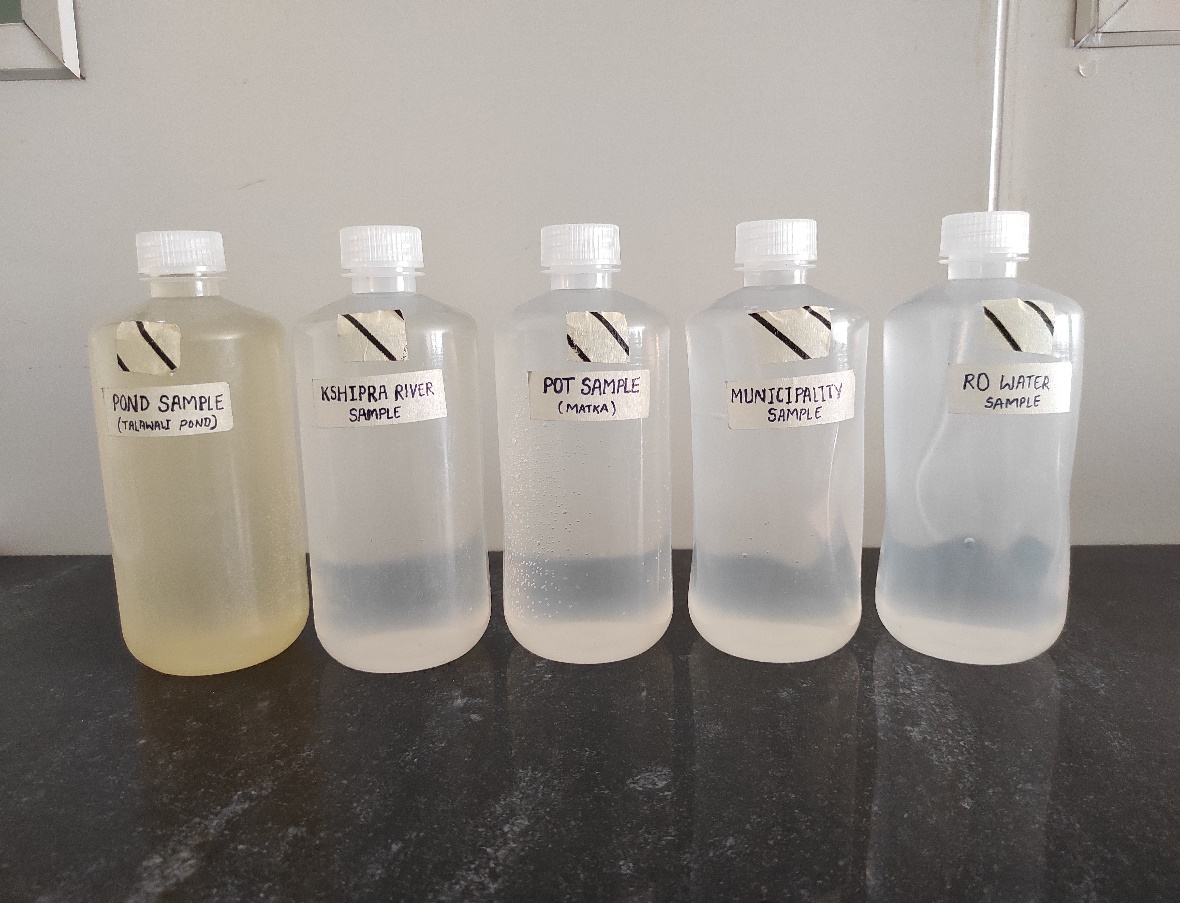 POND SAMPLE
(TALAWALI POND)
KSHIPRA RIVER
SAMPLE
POT SAMPLE
(MATKA)
MUNICIPALITY
SAMPLE
RO WATER
SAMPLE